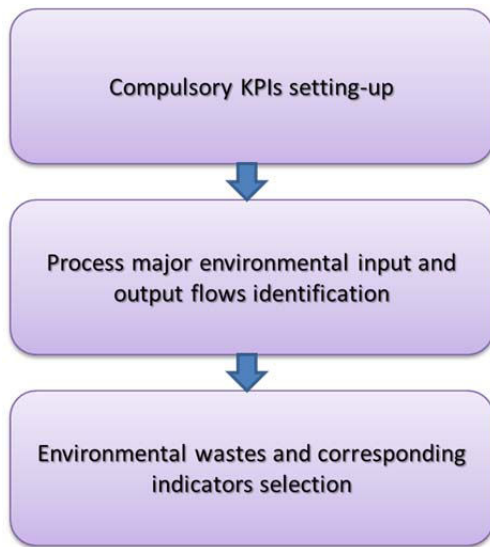 Compulsory KPIs setting-up
Process major environmental input and
output flows identification
Environmental wastes and corresponding
indicators selection